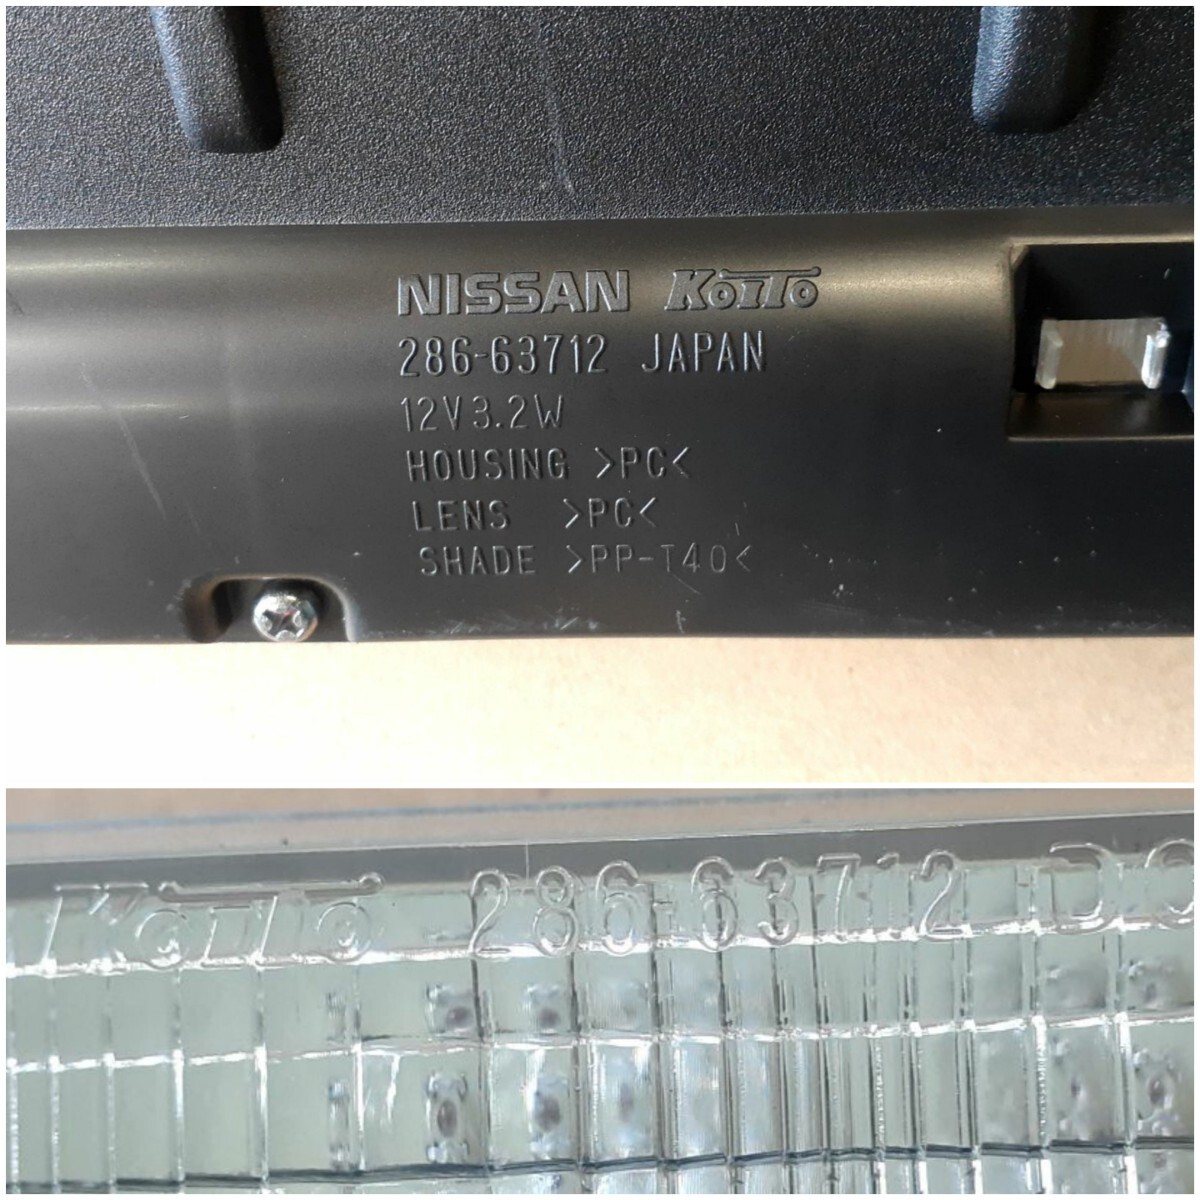 NISSAN KOITO
286-63712 JAPAN
12V3.2W
HOUSING >PC<
LENS >PC<
SHADE >PP-T40<
KOITO 286-63712